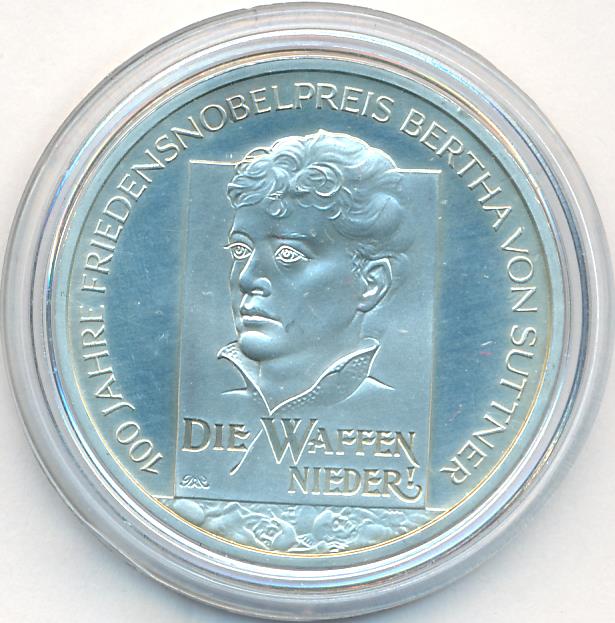 100 JAHRE FRIEDENSNOBELPREIS BERTHA VON SUTTNER
DIE WAFFEN
NIEDER!